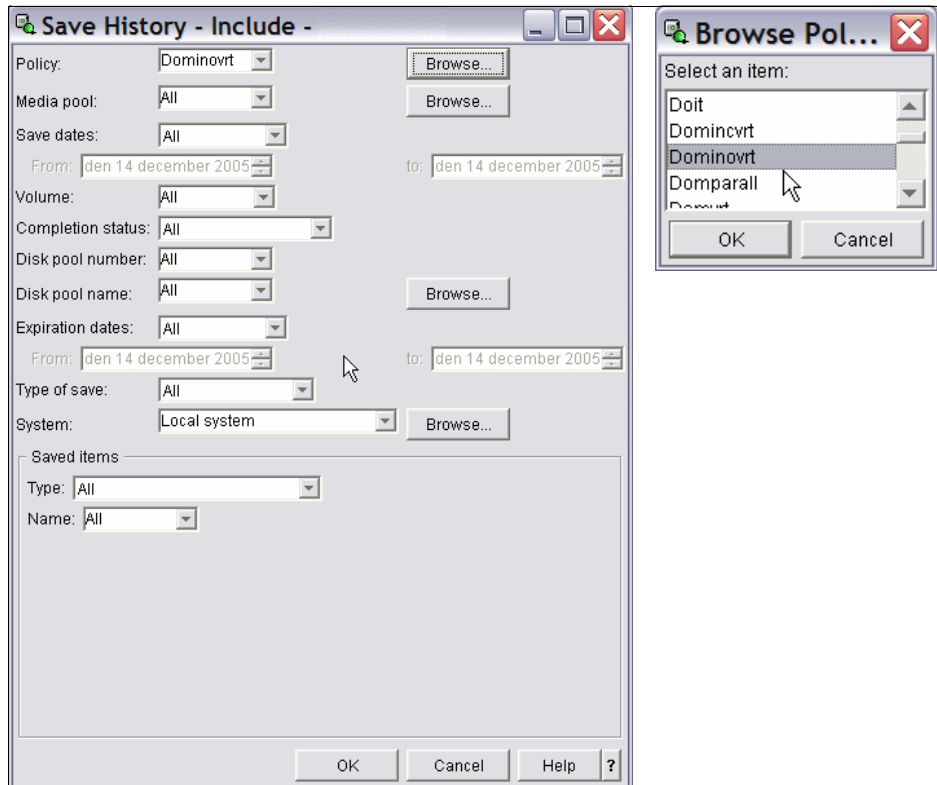 Save History - Include -
Policy: Dominovrt Browse...
Media pool: All Browse...
Save dates: All
From: den 14 december 2005 to: den 14 december 2005
Volume: All
Completion status: All
Disk pool number: All
Disk pool name: All Browse...
Expiration dates: All
From: den 14 december 2005 to: den 14 december 2005
Type of save: All
System: Local system Browse...
Saved items
Type: All
Name: All
OK Cancel Help ?
Browse Pol...
Select an item:
Doit
Domincvrt
Dominovrt
Domparall
OK Cancel